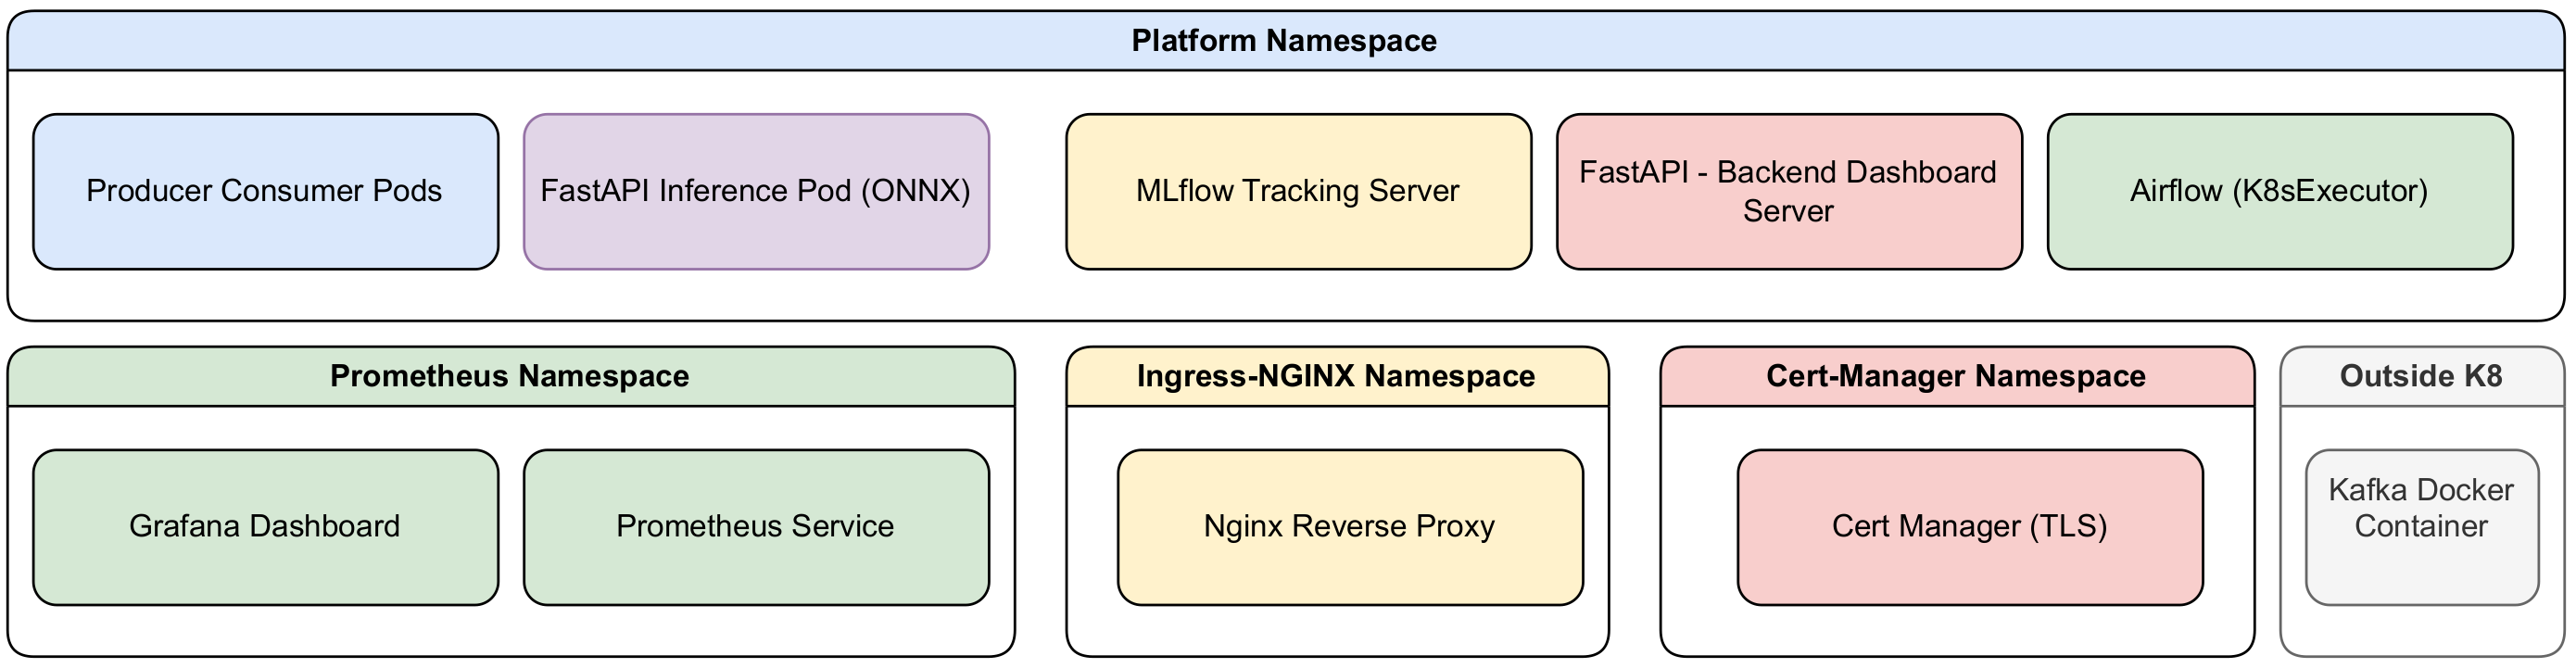 Platform Namespace
Producer Consumer Pods
FastAPI Inference Pod (ONNX)
MLflow Tracking Server
FastAPI - Backend Dashboard
Server
Airflow (K8sExecutor)
Prometheus Namespace
Grafana Dashboard
Prometheus Service
Ingress-NGINX Namespace
Nginx Reverse Proxy
Cert-Manager Namespace
Cert Manager (TLS)
Outside K8
Kafka Docker
Container